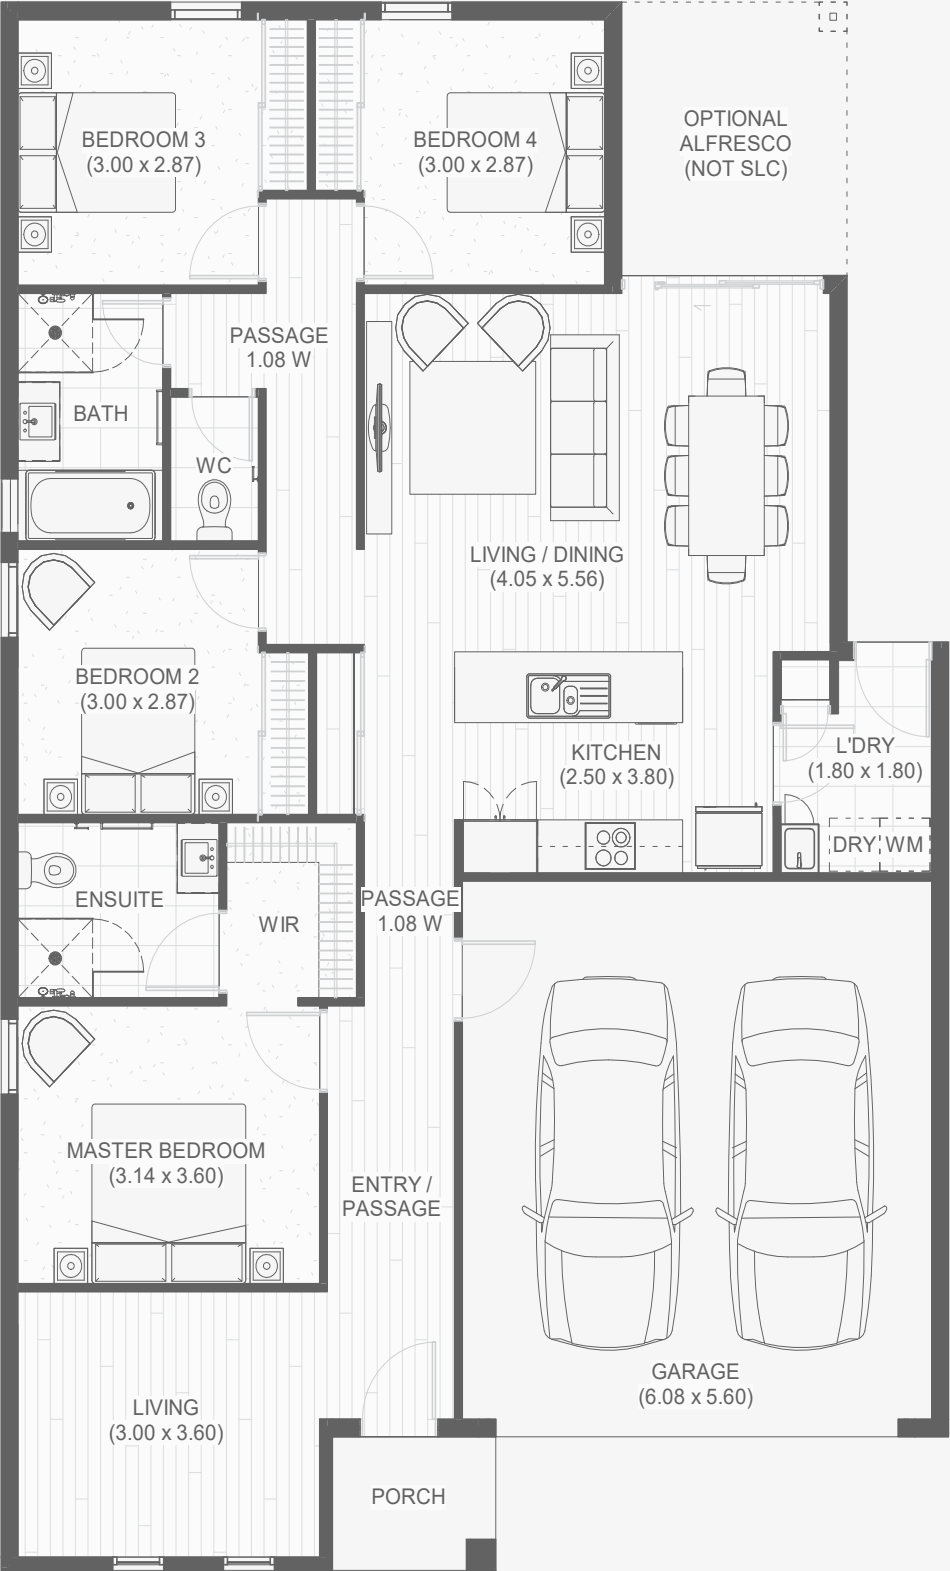 BEDROOM 3
(3.00 x 2.87)
BEDROOM 4
(3.00 x 2.87)
OPTIONAL
ALFRESCO
(NOT SLC)
PASSAGE
1.08 W
BATH
WC
LIVING / DINING
(4.05 x 5.56)
BEDROOM 2
(3.00 x 2.87)
KITCHEN
(2.50 x 3.80)
L'DRY
(1.80 x 1.80)
DRY
WM
ENSUITE
WIR
PASSAGE
1.08 W
MASTER BEDROOM
(3.14 x 3.60)
ENTRY /
PASSAGE
GARAGE
(6.08 x 5.60)
LIVING
(3.00 x 3.60)
PORCH